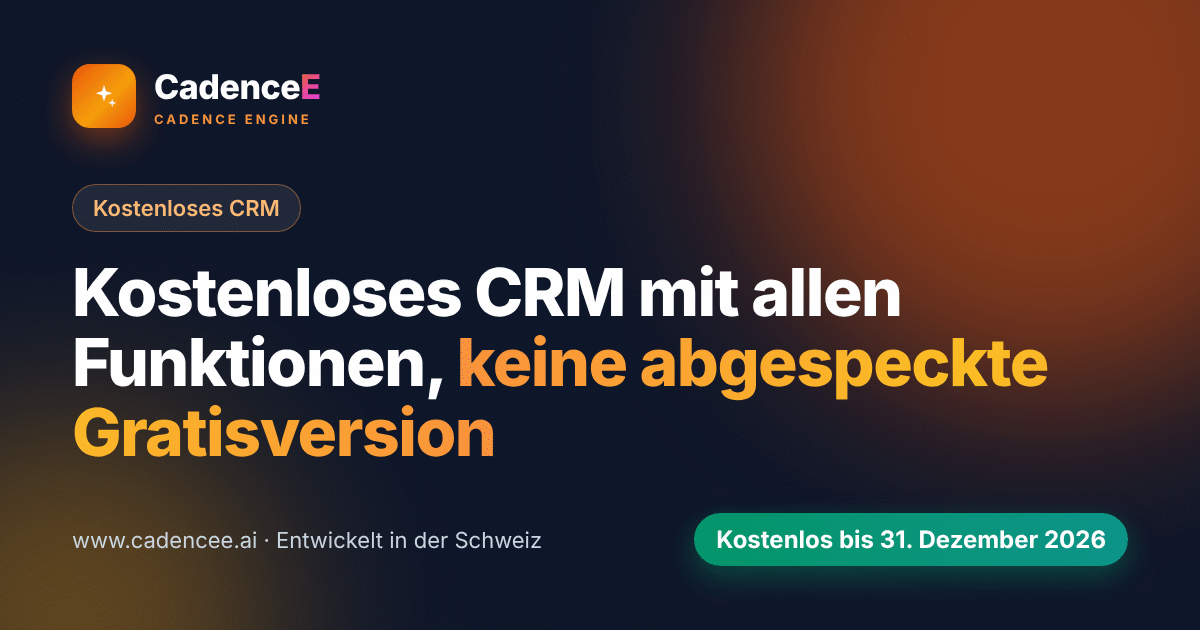 CadenceE
CADENCE ENGINE
Kostenloses CRM
Kostenloses CRM mit allen
Funktionen, keine abgespeckte
Gratisversion
www.cadencee.ai · Entwickelt in der Schweiz
Kostenlos bis 31. Dezember 2026